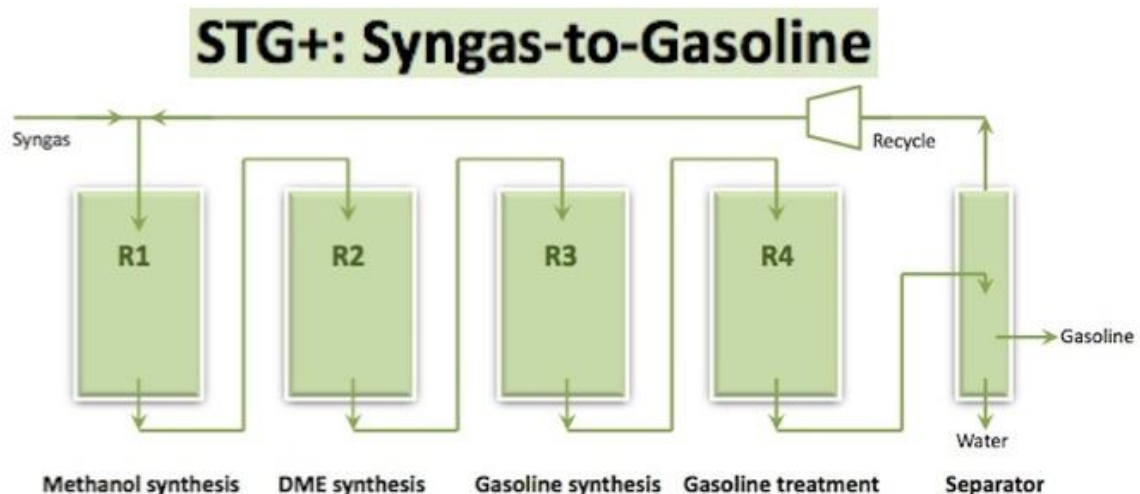 STG+: Syngas-to-Gasoline
Syngas
Recycle
R1
R2
R3
R4
Gasoline
Water
Methanol synthesis
DME synthesis
Gasoline synthesis
Gasoline treatment
Separator